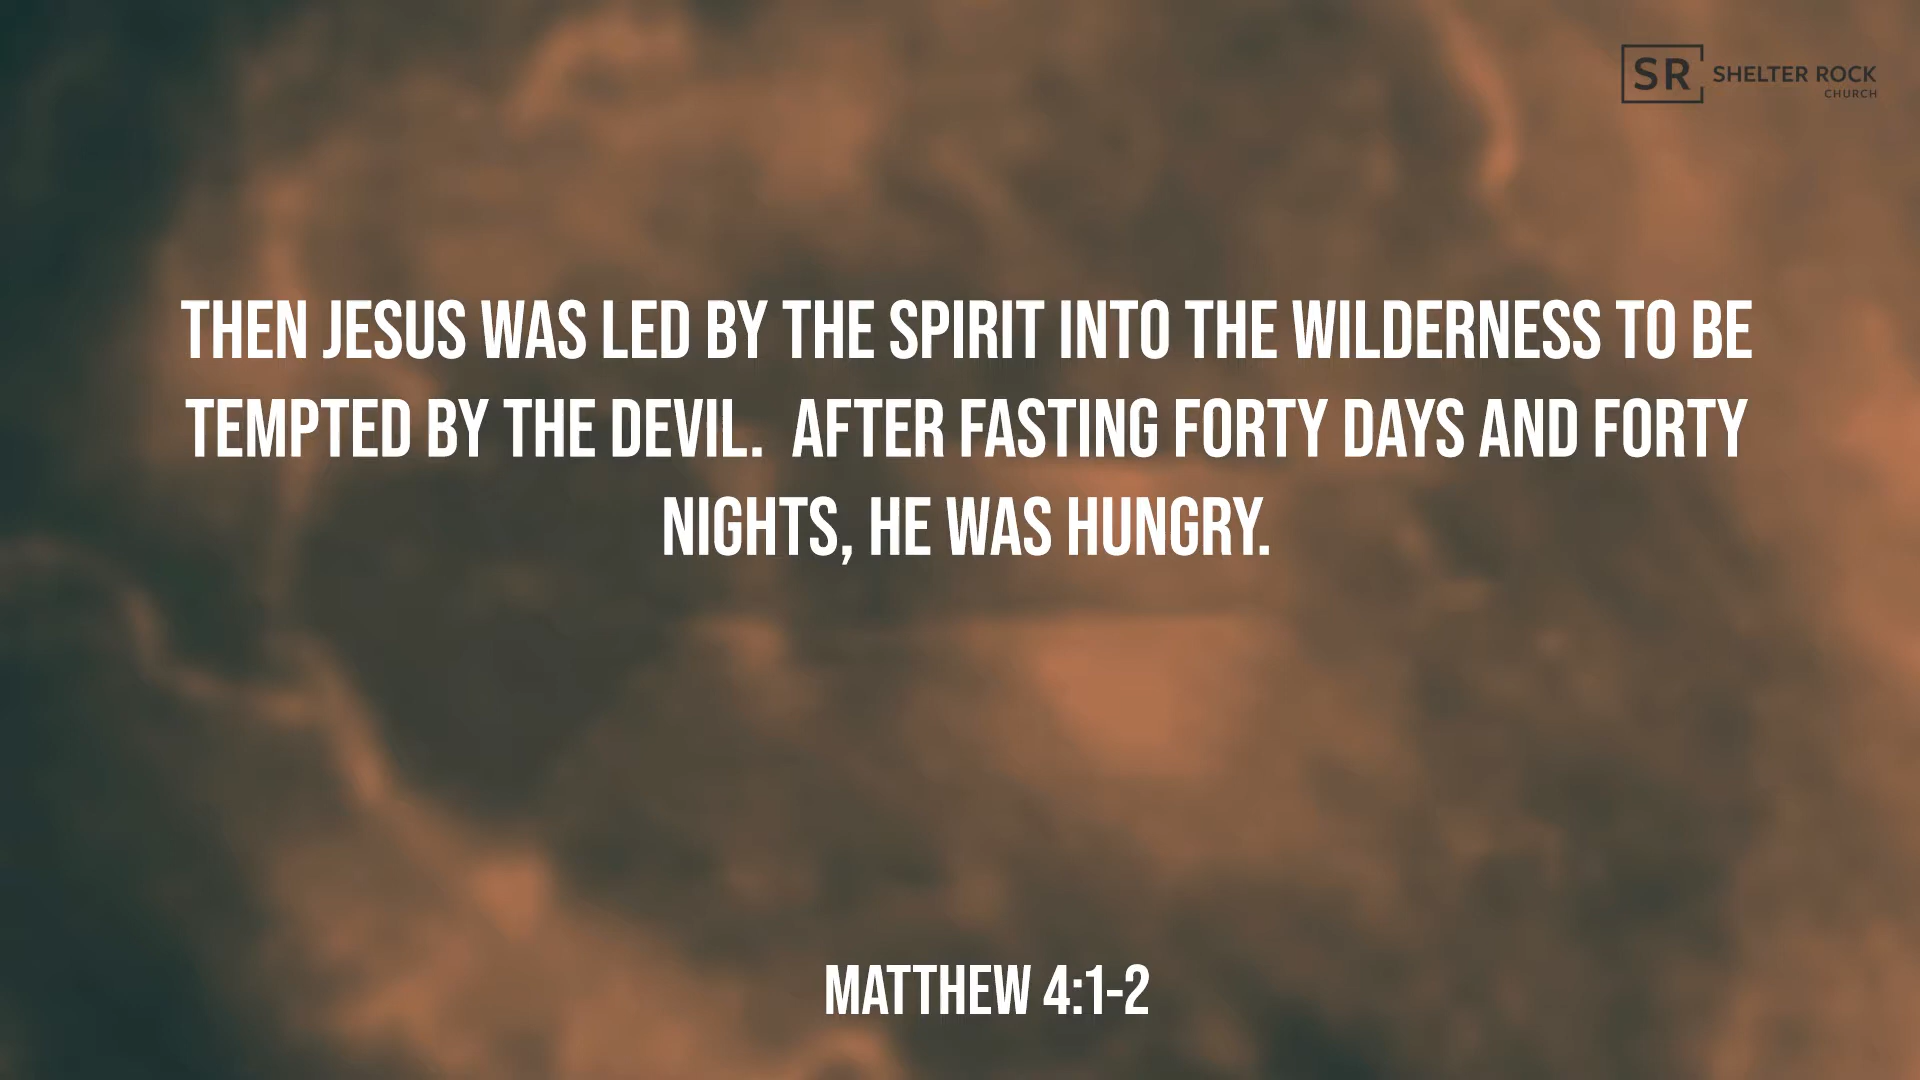 SR SHELTER ROCK
CHURCH
THEN JESUS WAS LED BY THE SPIRIT INTO THE WILDERNESS TO BE
TEMPTED BY THE DEVIL.  AFTER FASTING FORTY DAYS AND FORTY
NIGHTS, HE WAS HUNGRY.
MATTHEW 4:1-2